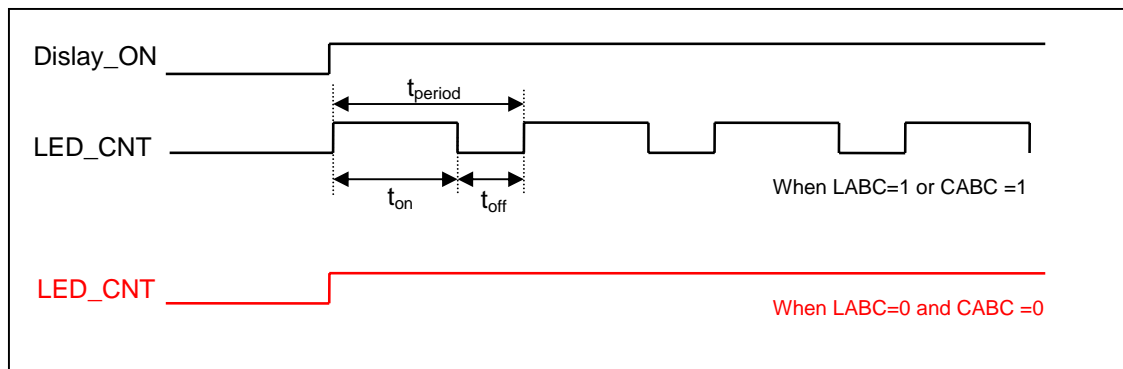 Dislay_ON
tperiod
LED_CNT
ton
toff
When LABC=1 or CABC =1
LED_CNT
When LABC=0 and CABC =0